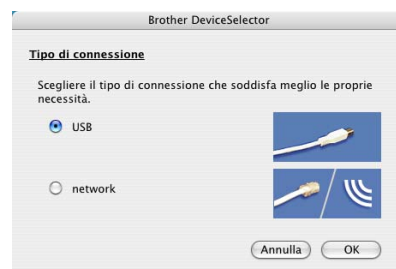 Brother DeviceSelector
Tipo di connessione
Scegliere il tipo di connessione che soddisfa meglio le proprie
necessità.
USB
network
Annulla
OK